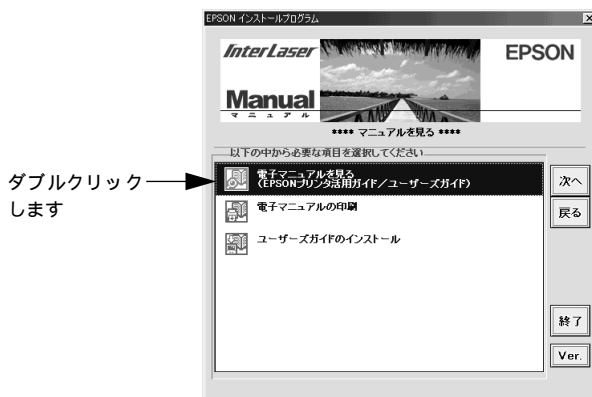 EPSON インストールプログラム
InterLaser
EPSON
Manual
マニュアル
**** マニュアルを見る ****
以下の中から必要な項目を選択してください
ダブルクリック
します
電子マニュアルを見る
(EPSONプリンタ活用ガイド/ユーザーズガイド)
電子マニュアルの印刷
ユーザーズガイドのインストール
次へ
戻る
終了
Ver.